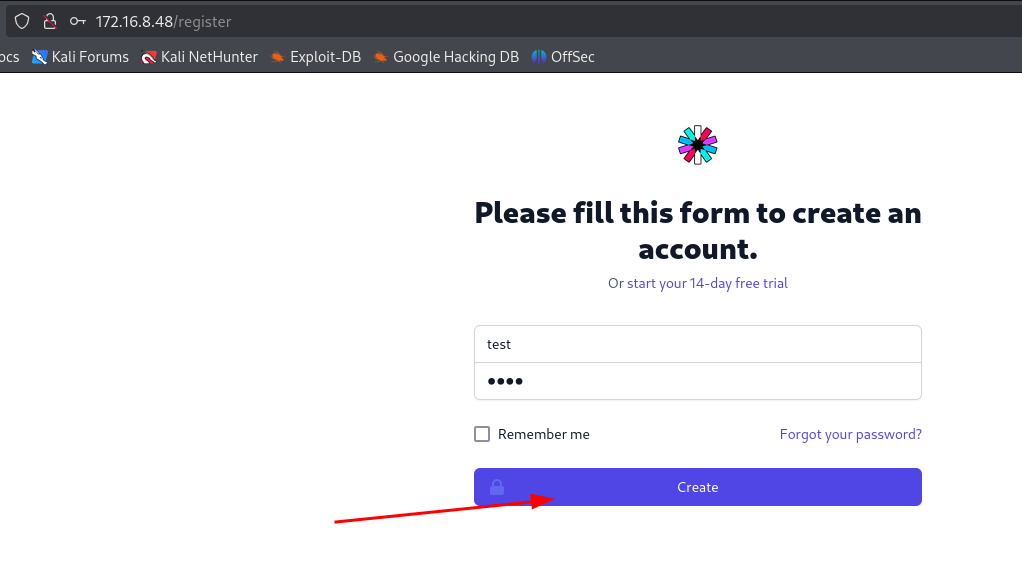 172.16.8.48/register
ocs Kali Forums Kali NetHunter Exploit-DB Google Hacking DB OffSec
Please fill this form to create an
account.
Or start your 14-day free trial
test
••••
Remember me Forgot your password?
Create